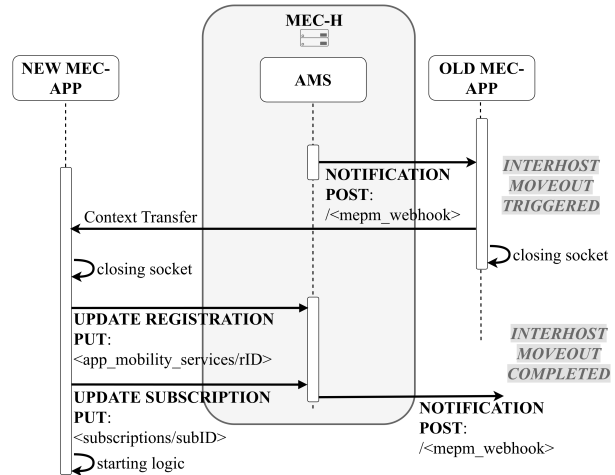 MEC-H
NEW MEC-
APP
AMS
OLD MEC-
APP
NOTIFICATION
POST:
/<mepm_webhook>
INTERHOST
MOVEOUT
TRIGGERED
Context Transfer
closing socket
closing socket
UPDATE REGISTRATION
PUT:
<app_mobility_services/rID>
INTERHOST
MOVEOUT
COMPLETED
UPDATE SUBSCRIPTION
PUT:
<subscriptions/subID>
NOTIFICATION
POST:
/<mepm_webhook>
starting logic